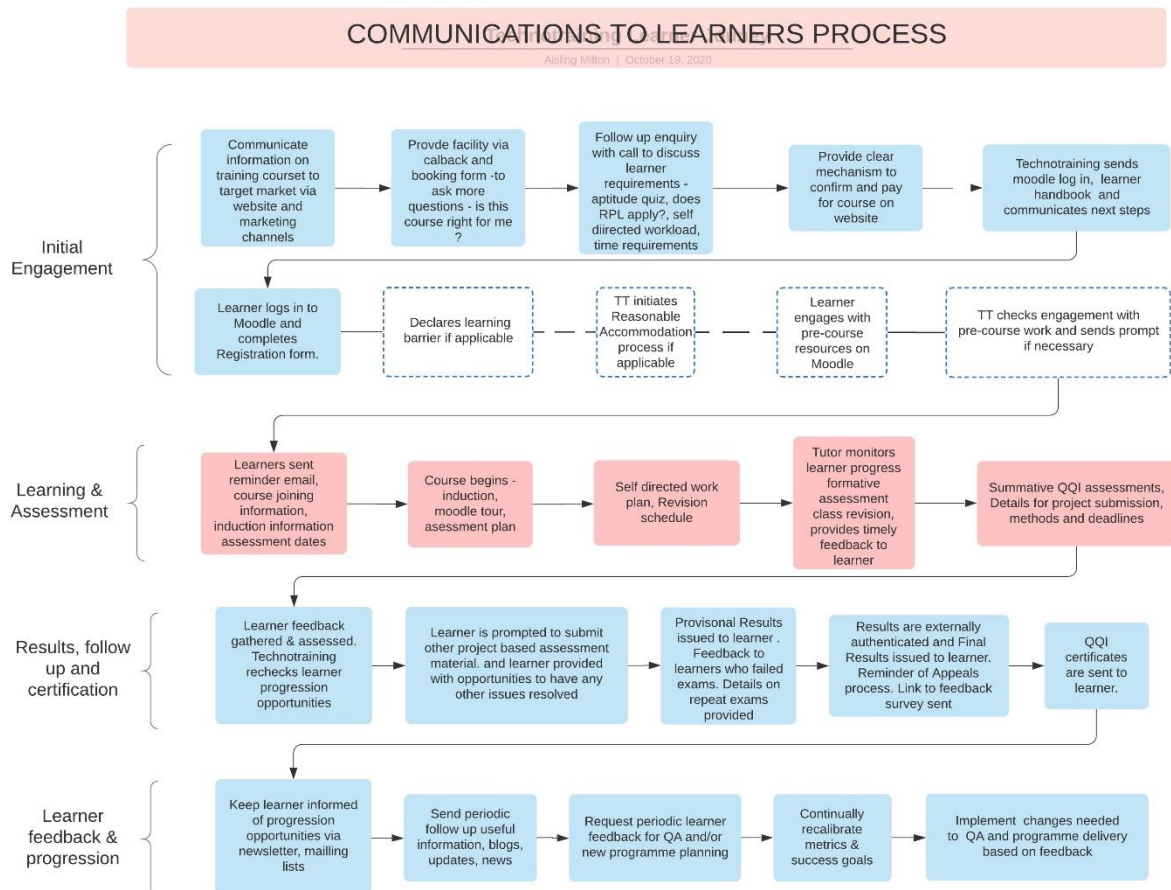 COMMUNICATIONS TO LEARNERS PROCESS
Technotraining Learner Journey
Aisling Milton | October 19, 2020
Initial
Engagement
Communicate
information on
training courset to
target market via
website and
marketing
channels
Provde facility via
calback and
booking form -to
ask more
questions - is this
course right for me
?
Follow up enquiry
with call to discuss
learner
requirements -
aptitude quiz, does
RPL apply?, self
diirected workload,
time requirements
Provide clear
mechanism to
confirm and pay
for course on
website
Technotraining sends
moodle log in, learner
handbook and
communicates next
steps
Learner logs in to
Moodle and
completes
Registration form.
Declares learning
barrier if applicable
TT initiates
Reasonable
Accommodation
process if
applicable
Learner
engages with
pre-course
resources on
Moodle
TT checks engagement with
pre-course work and sends prompt
if necessary
Learning &
Assessment
Learners sent
reminder email,
course joining
information,
induction information
assessment dates
Course begins -
induction,
moodle tour,
asessment plan
Self directed work
plan, Revision
schedule
Tutor monitors
learner progress
formative
assessment
class revision,
provides timely
feedback to
learner
Summative QQI assessments,
Details for project submission,
methods and deadlines
Results, follow
up and
certification
Learner feedback
gathered & assessed.
Technotraining
rechecks learner
progression
opportunities
Learner is prompted to submit
other project based assessment
material. and learner provided
with opportunities to have any
other issues resolved
Provisonal Results
issued to learner .
Feedback to
learners who failed
exams. Details on
repeat exams
provided
Results are externally
authenticated and Final
Results issued to learner.
Reminder of Appeals
process. Link to feedback
survey sent
QQI
certificates
are sent to
learner.
Learner
feedback &
progression
Keep learner informed
of progression
opportunities via
newsletter, mailling
lists
Send periodic
follow up useful
information, blogs,
updates, news
Request periodic learner
feedback for QA and/or
new programme planning
Continually
recalibrate
metrics &
success goals
Implement changes needed
to QA and programme delivery
based on feedback